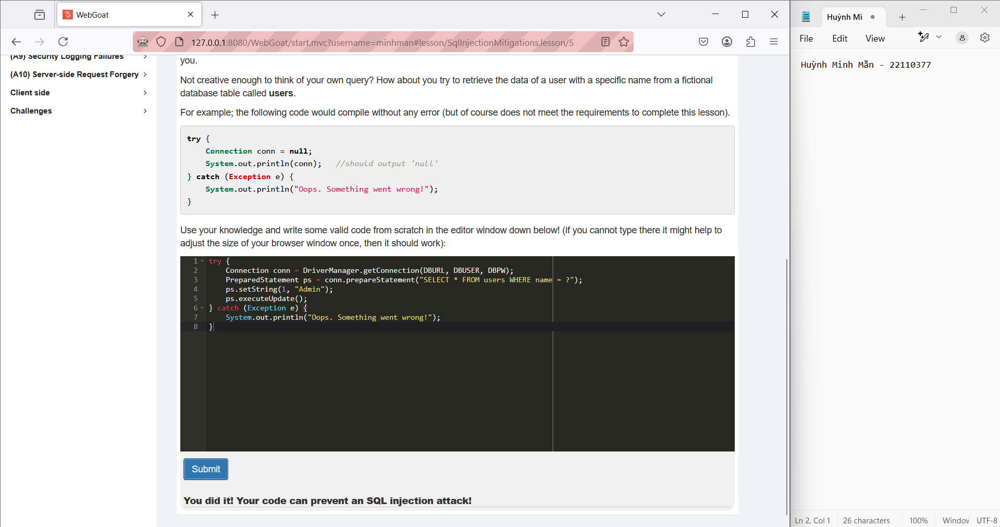 WebGoat
127.0.0.1:8080/WebGoat/start.mvc?username=minhman#lesson/SqlInjectionMitigations.lesson/5
(A9) Security Logging Failures
(A10) Server-side Request Forgery
Client side
Challenges
you.
Not creative enough to think of your own query? How about you try to retrieve the data of a user with a specific name from a fictional
database table called users.
For example; the following code would compile without any error (but of course does not meet the requirements to complete this lesson).
try {
    Connection conn = null;
    System.out.println(conn);   //should output 'null'
} catch (Exception e) {
    System.out.println("Oops. Something went wrong!");
}
Use your knowledge and write some valid code from scratch in the editor window down below! (if you cannot type there it might help to
adjust the size of your browser window once, then it should work):
1 try {
2     Connection conn = DriverManager.getConnection(DBURL, DBUSER, DBPW);
3     PreparedStatement ps = conn.prepareStatement("SELECT * FROM users WHERE name = ?");
4     ps.setString(1, "Admin");
5     ps.executeUpdate();
6 } catch (Exception e) {
7     System.out.println("Oops. Something went wrong!");
8 }
Submit
You did it! Your code can prevent an SQL injection attack!
Huỳnh Mi
File Edit View
Huỳnh Minh Mẫn - 22110377
Ln 2, Col 1 26 characters 100% Window UTF-8